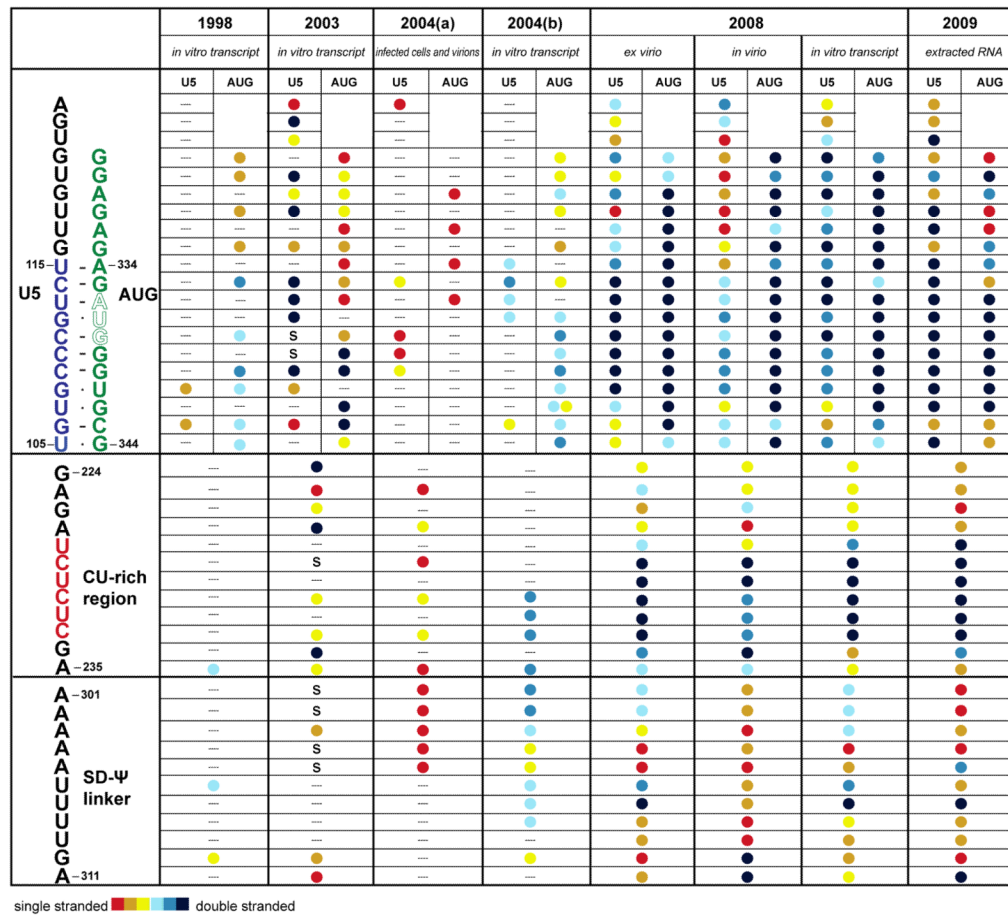 1998 2003 2004(a) 2004(b) 2008 2009
in vitro transcript in vitro transcript infected cells and virions in vitro transcript ex virio in virio in vitro transcript extracted RNA
U5 AUG U5 AUG U5 AUG U5 AUG U5 AUG U5 AUG U5 AUG U5 AUG
A
G
U
G G
U G
G A
U G
G A
U G
G A
115–U - A–334
U5 C - G AUG
U - A
G · U
C - G S
C - G S
C - G
G · U
U · G
G - C
105–U · G–344
G–224
A
G
A
U
C S
U CU-rich
C region
U
C
G
A–235
A–301 S
A S
A
A S
A S
U SD-Ψ
U linker
U
U
G
A–311
single stranded double stranded